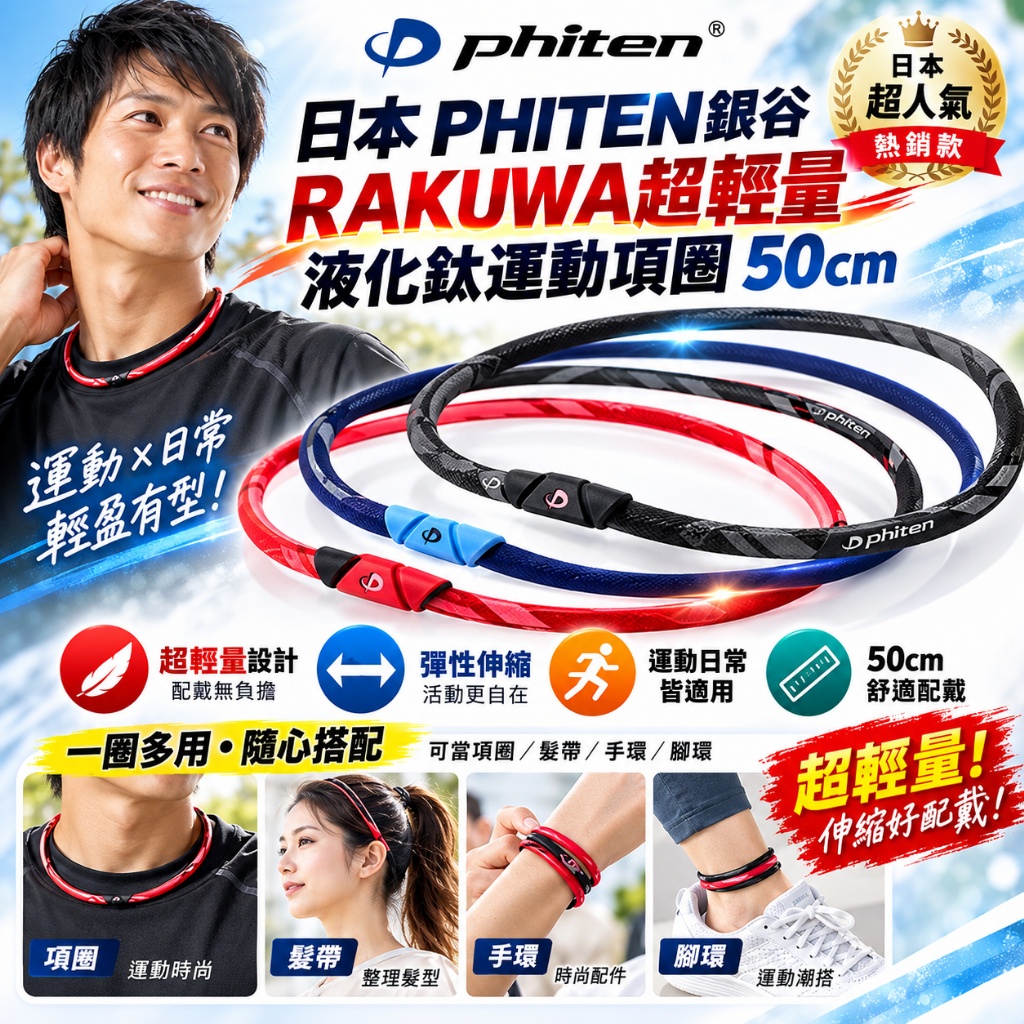 phiten®
日本 PHITEN銀谷
RAKUWA超輕量
液化鈦運動項圈 50cm
日本
超人氣
熱銷款
運動×日常
輕盈有型!
phiten
phiten
超輕量設計
配戴無負擔
彈性伸縮
活動更自在
運動日常
皆適用
50cm
舒適配戴
一圈多用・隨心搭配
可當項圈/髮帶/手環/腳環
超輕量!
伸縮好配戴!
項圈
運動時尚
髮帶
整理髮型
手環
時尚配件
腳環
運動潮搭